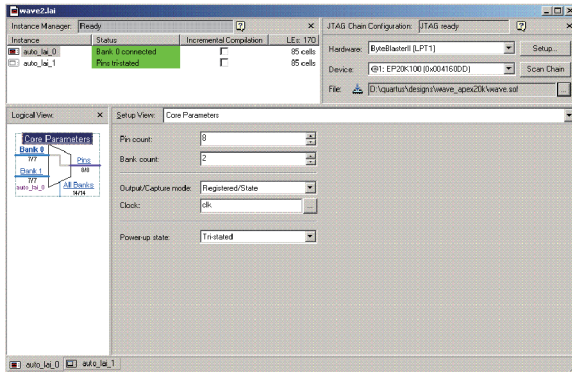 wave2.lai
Instance Manager: Ready
Instance Status Incremental Compilation LEs: 170
auto_lai_0 Bank 0 connected 85 cells
auto_lai_1 Pins tri-stated 85 cells
JTAG Chain Configuration: JTAG ready
Hardware: ByteBlasterII (LPT1) Setup...
Device: @1: EP20K100 (0x004160DD) Scan Chain
File: D:\quartus\designs\wave_apex20k\wave.sof ...
Logical View: Setup View: Core Parameters
Core Parameters
Bank 0
7/7 Pins
Bank 1 8/8
7/7
auto_lai_0 All Banks
14/14
Pin count: 8
Bank count: 2
Output/Capture mode: Registered/State
Clock: clk ...
Power-up state: Tri-stated
auto_lai_0 auto_lai_1